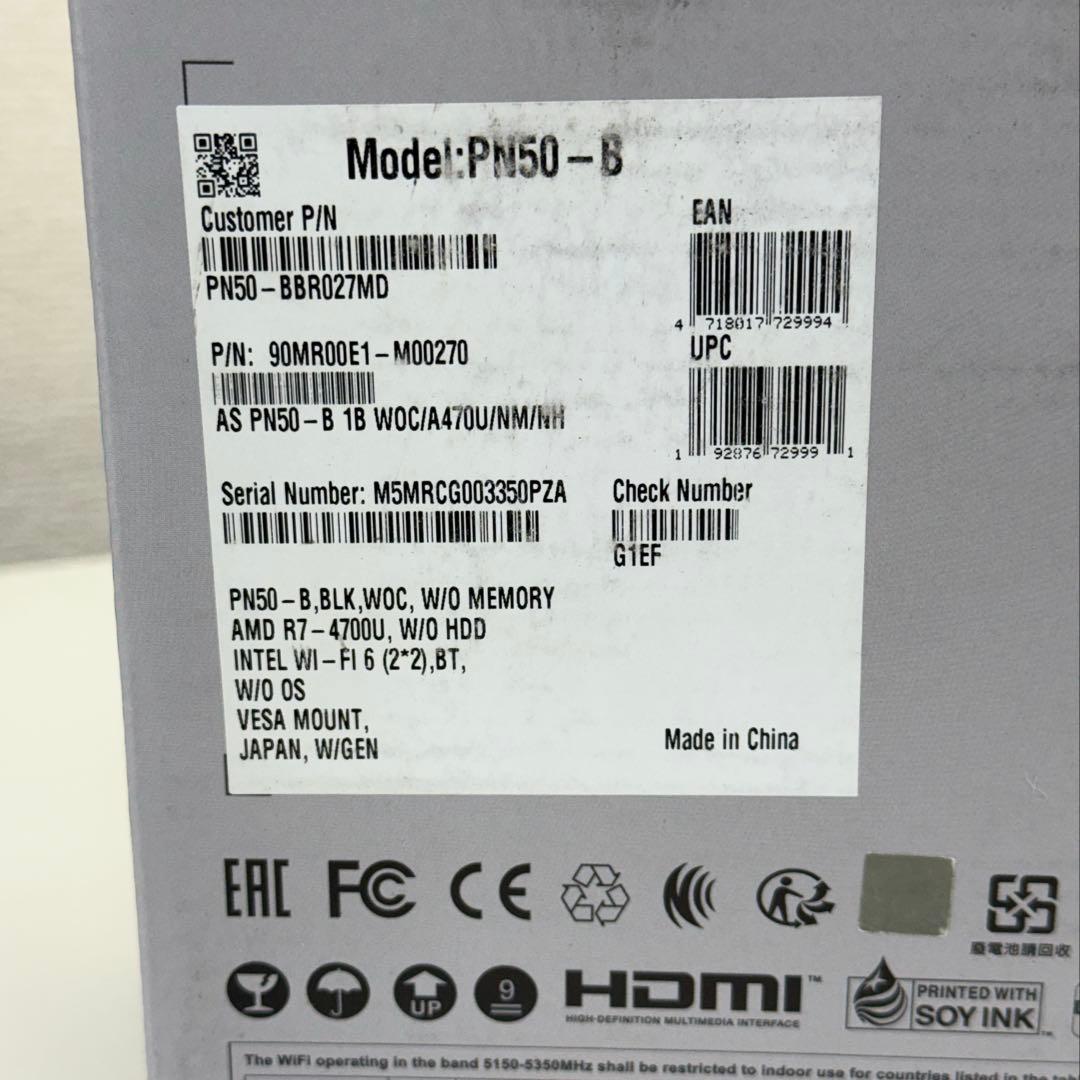 Model:PN50-B
Customer P/N
PN50-BBR027MD
EAN
4 718017 729994
P/N: 90MR00E1-M00270
UPC
AS PN50-B 1B WOC/A470U/NM/NH
1 92876 72999 1
Serial Number: M5MRCG003350PZA
Check Number
G1EF
PN50-B,BLK,WOC, W/O MEMORY
AMD R7-4700U, W/O HDD
INTEL WI-FI 6 (2*2),BT,
W/O OS
VESA MOUNT,
JAPAN, W/GEN
Made in China
EAC FC CE
廢電池請回收
UP
9
HDMI™
HIGH-DEFINITION MULTIMEDIA INTERFACE
PRINTED WITH
SOY INK™
The WiFi operating in the band 5150-5350MHz shall be restricted to indoor use for countries listed in the